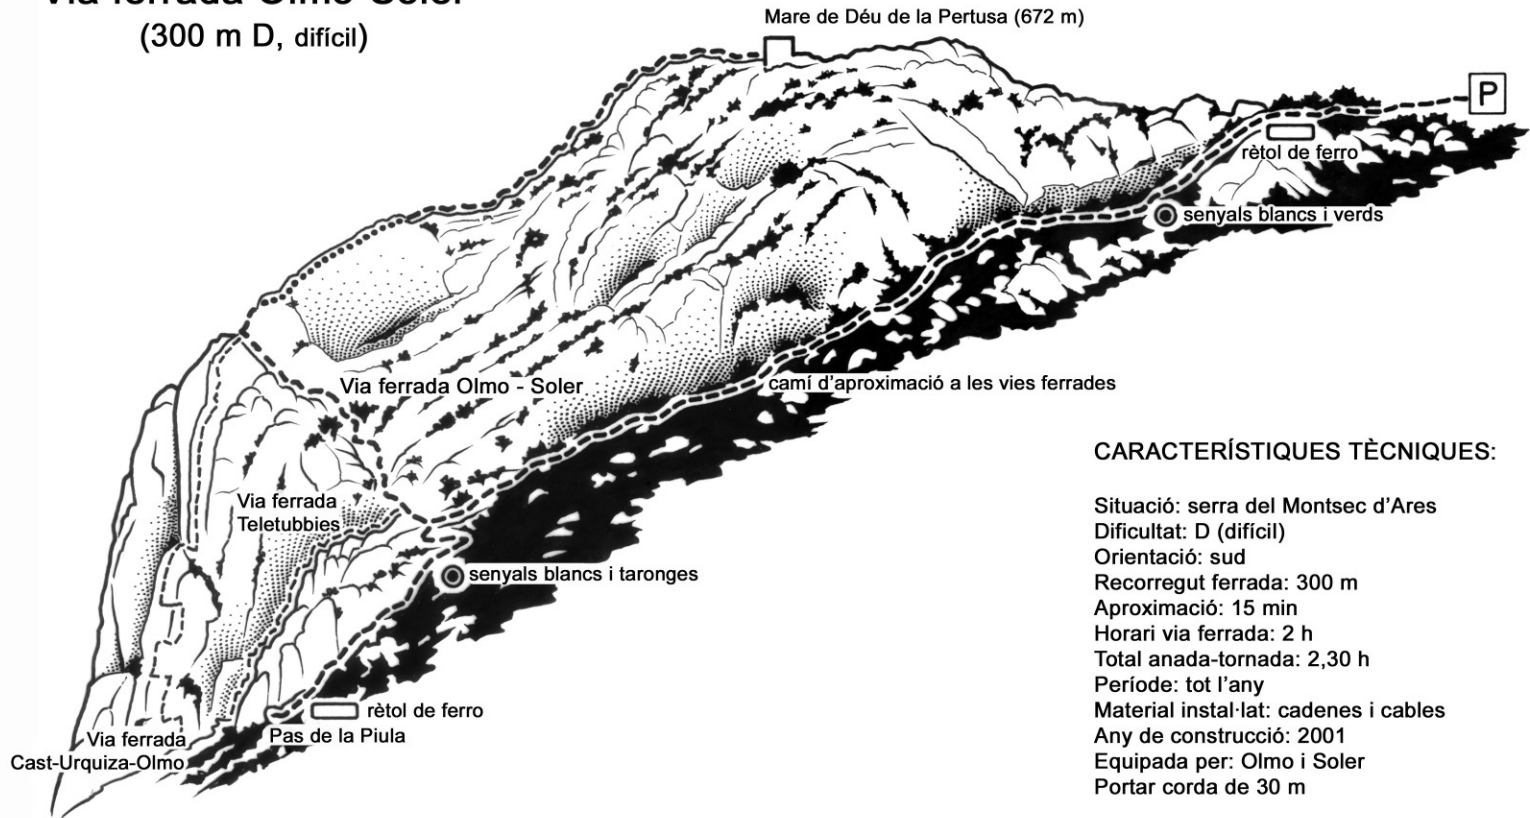 Via ferrada Olmo-Soler
(300 m D, difícil)
Mare de Déu de la Pertusa (672 m)
P
rètol de ferro
senyals blancs i verds
Via ferrada Olmo - Soler
camí d'aproximació a les vies ferrades
Via ferrada
Teletubbies
senyals blancs i taronges
rètol de ferro
Pas de la Piula
Via ferrada
Cast-Urquiza-Olmo
CARACTERÍSTIQUES TÈCNIQUES:
Situació: serra del Montsec d'Ares
Dificultat: D (difícil)
Orientació: sud
Recorregut ferrada: 300 m
Aproximació: 15 min
Horari via ferrada: 2 h
Total anada-tornada: 2,30 h
Període: tot l'any
Material instal·lat: cadenes i cables
Any de construcció: 2001
Equipada per: Olmo i Soler
Portar corda de 30 m